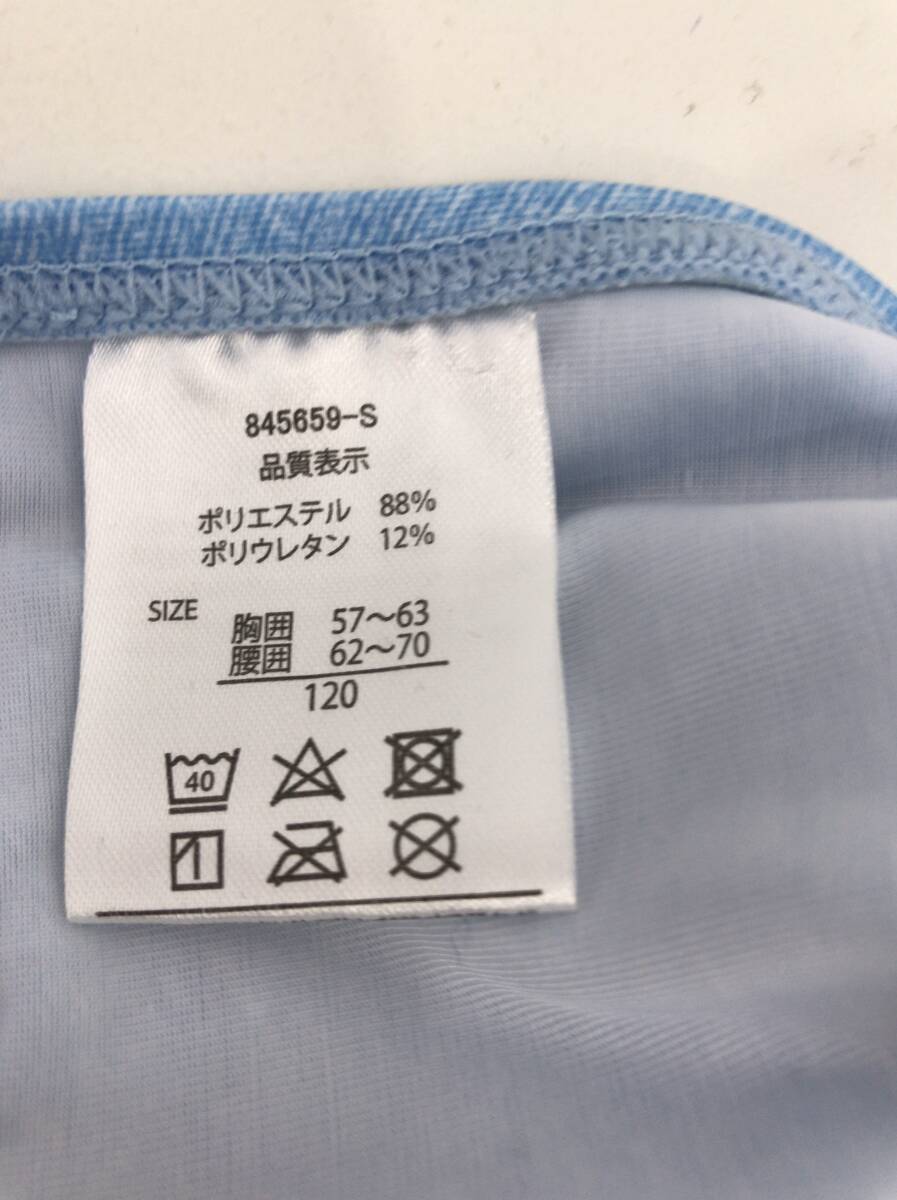 845659-S
品質表示
ポリエステル 88%
ポリウレタン 12%
SIZE
胸囲 57～63
腰囲 62～70
120
40